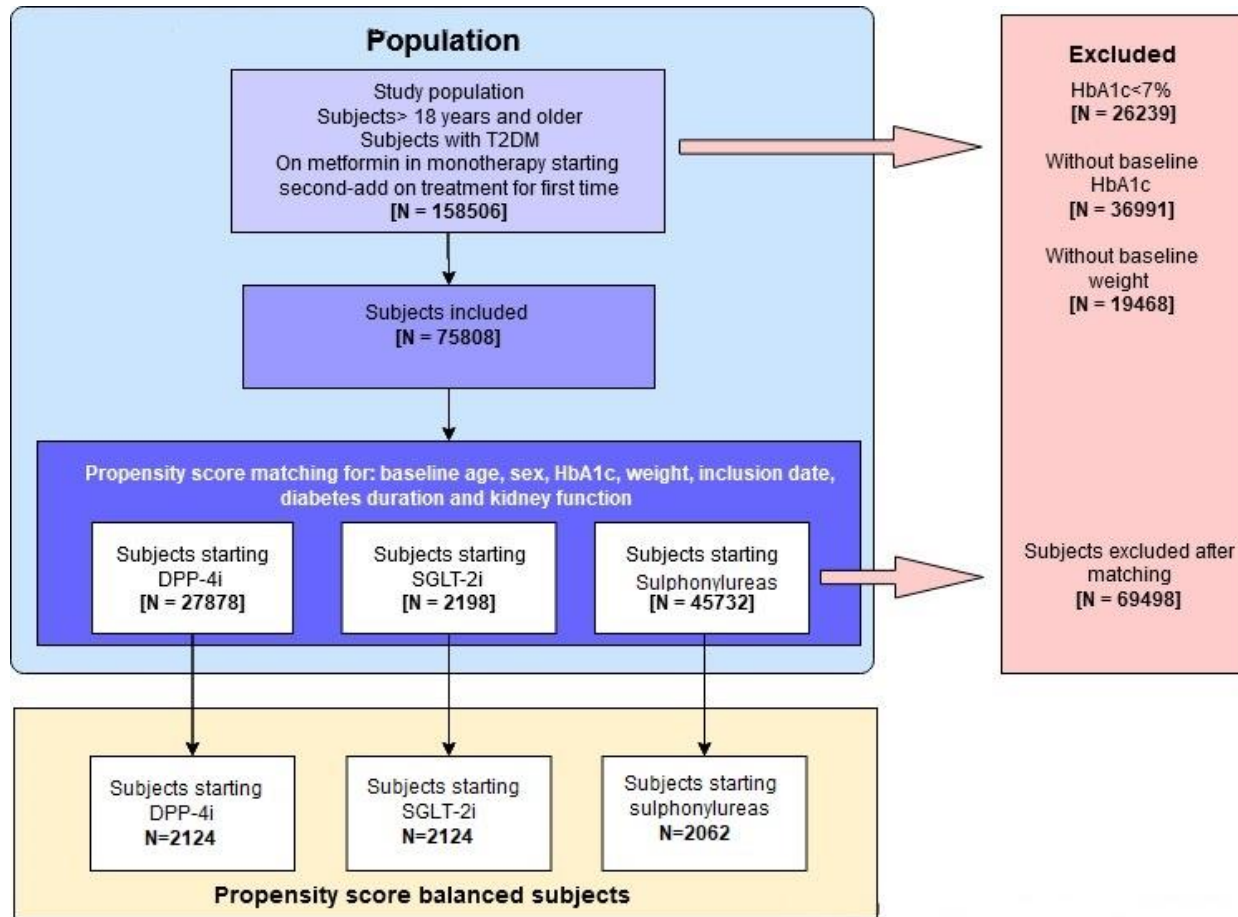 Population
Study population
Subjects> 18 years and older
Subjects with T2DM
On metformin in monotherapy starting
second-add on treatment for first time
[N = 158506]
Subjects included
[N = 75808]
Propensity score matching for: baseline age, sex, HbA1c, weight, inclusion date,
diabetes duration and kidney function
Subjects starting
DPP-4i
[N = 27878]
Subjects starting
SGLT-2i
[N = 2198]
Subjects starting
Sulphonylureas
[N = 45732]
Excluded
HbA1c<7%
[N = 26239]
Without baseline
HbA1c
[N = 36991]
Without baseline
weight
[N = 19468]
Subjects excluded after
matching
[N = 69498]
Subjects starting
DPP-4i
N=2124
Subjects starting
SGLT-2i
N=2124
Subjects starting
sulphonylureas
N=2062
Propensity score balanced subjects